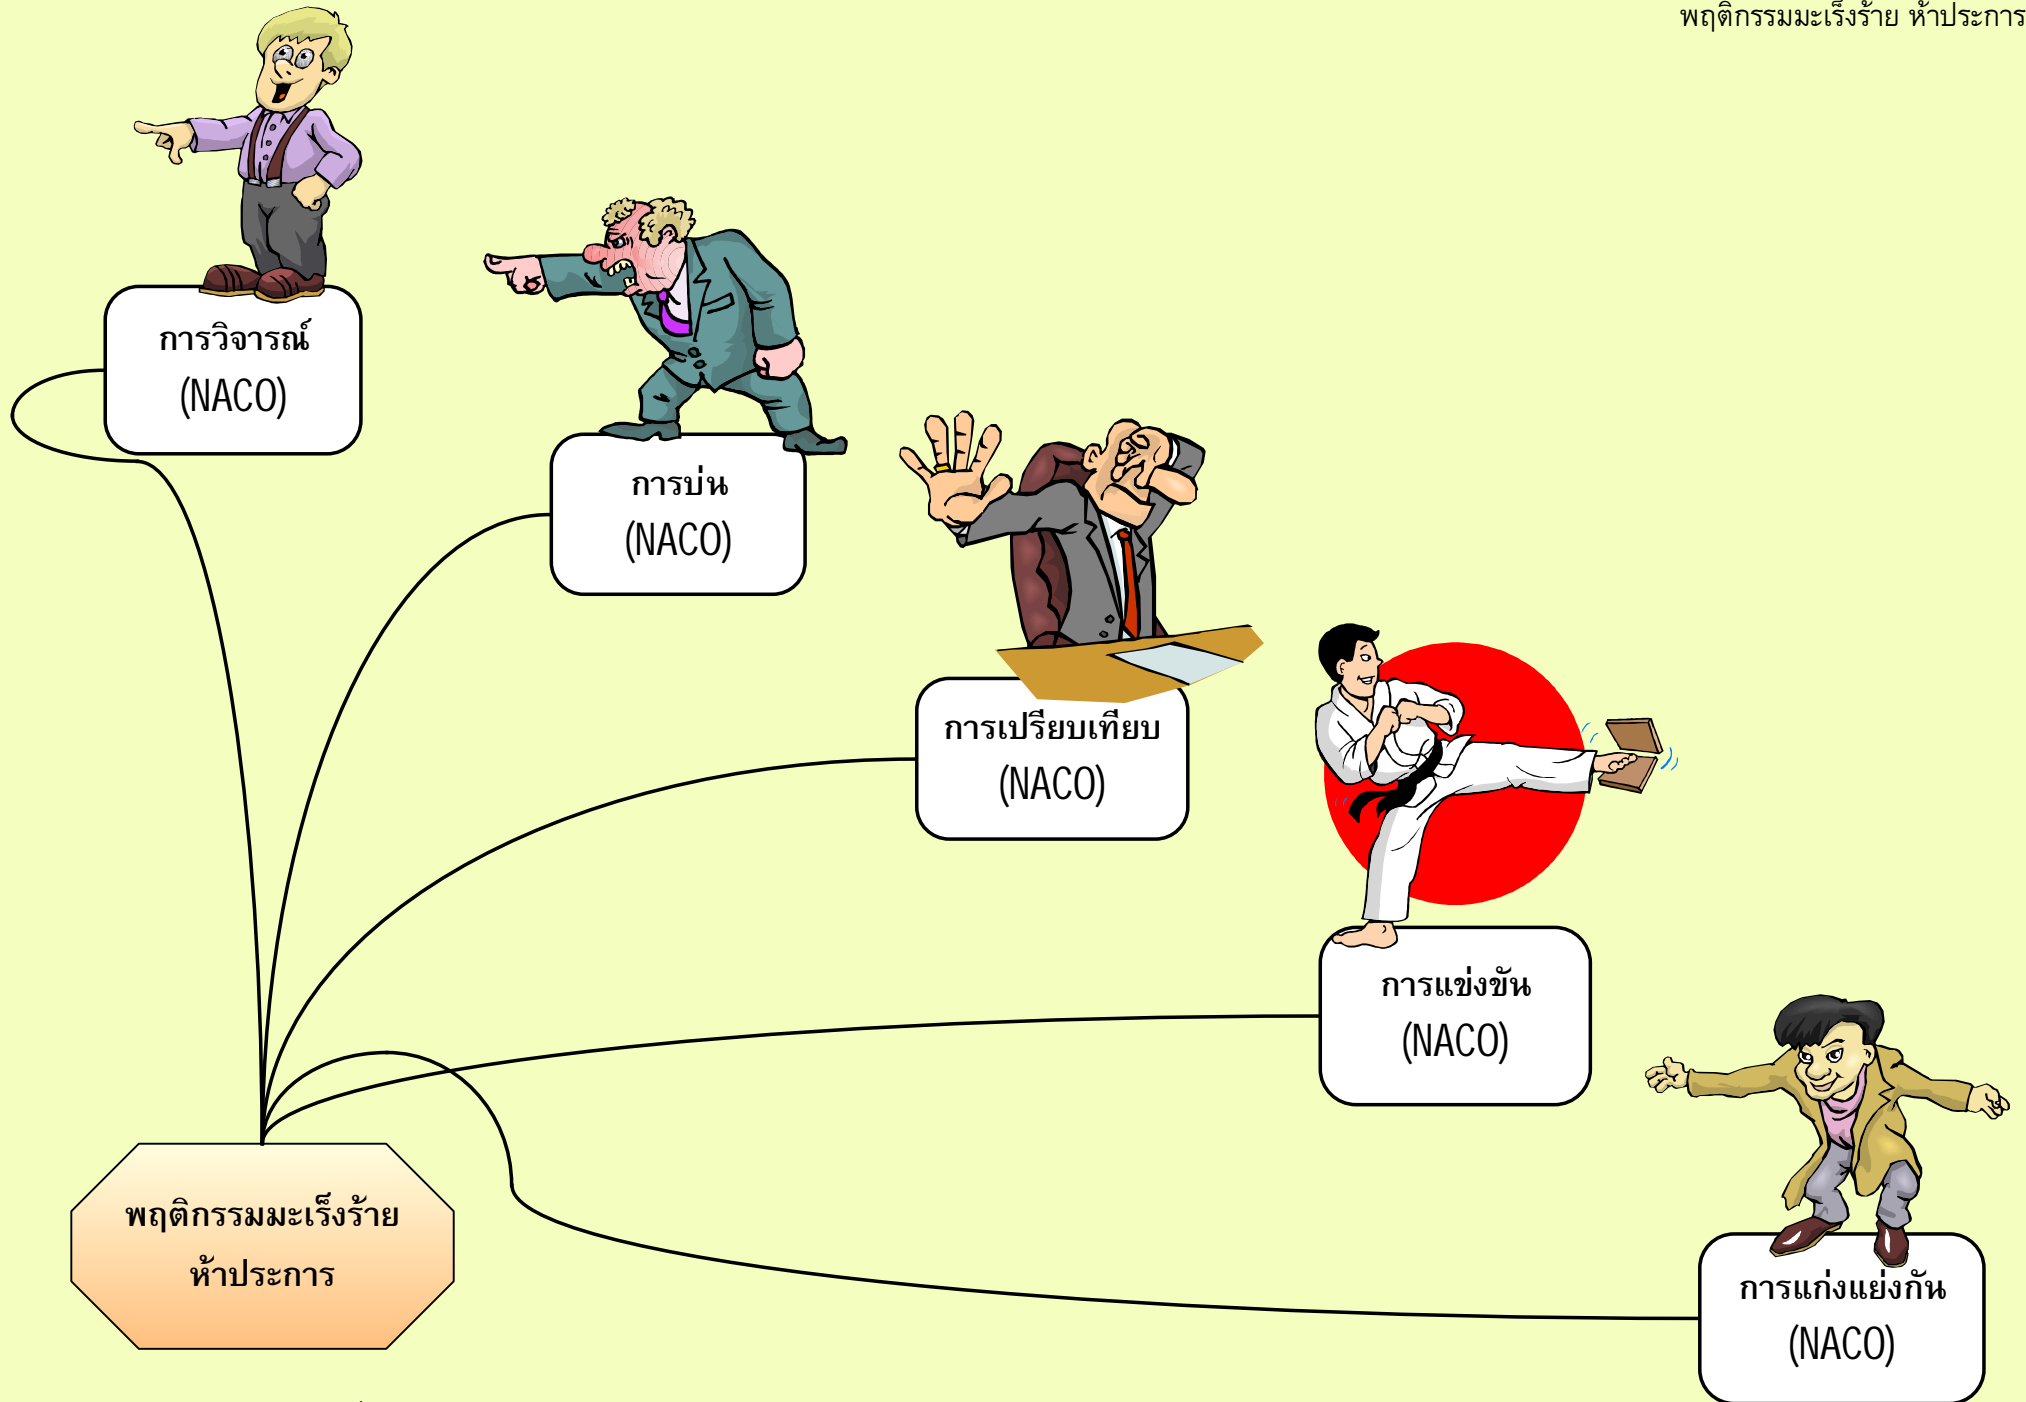 พฤติกรรมมะเร็งร้าย ห้าประการ
การวิจารณ์
(NACO)
การบ่น
(NACO)
การเปรียบเทียบ
(NACO)
การแข่งขัน
(NACO)
การแก่งแย่งกัน
(NACO)
พฤติกรรมมะเร็งร้าย
ห้าประการ